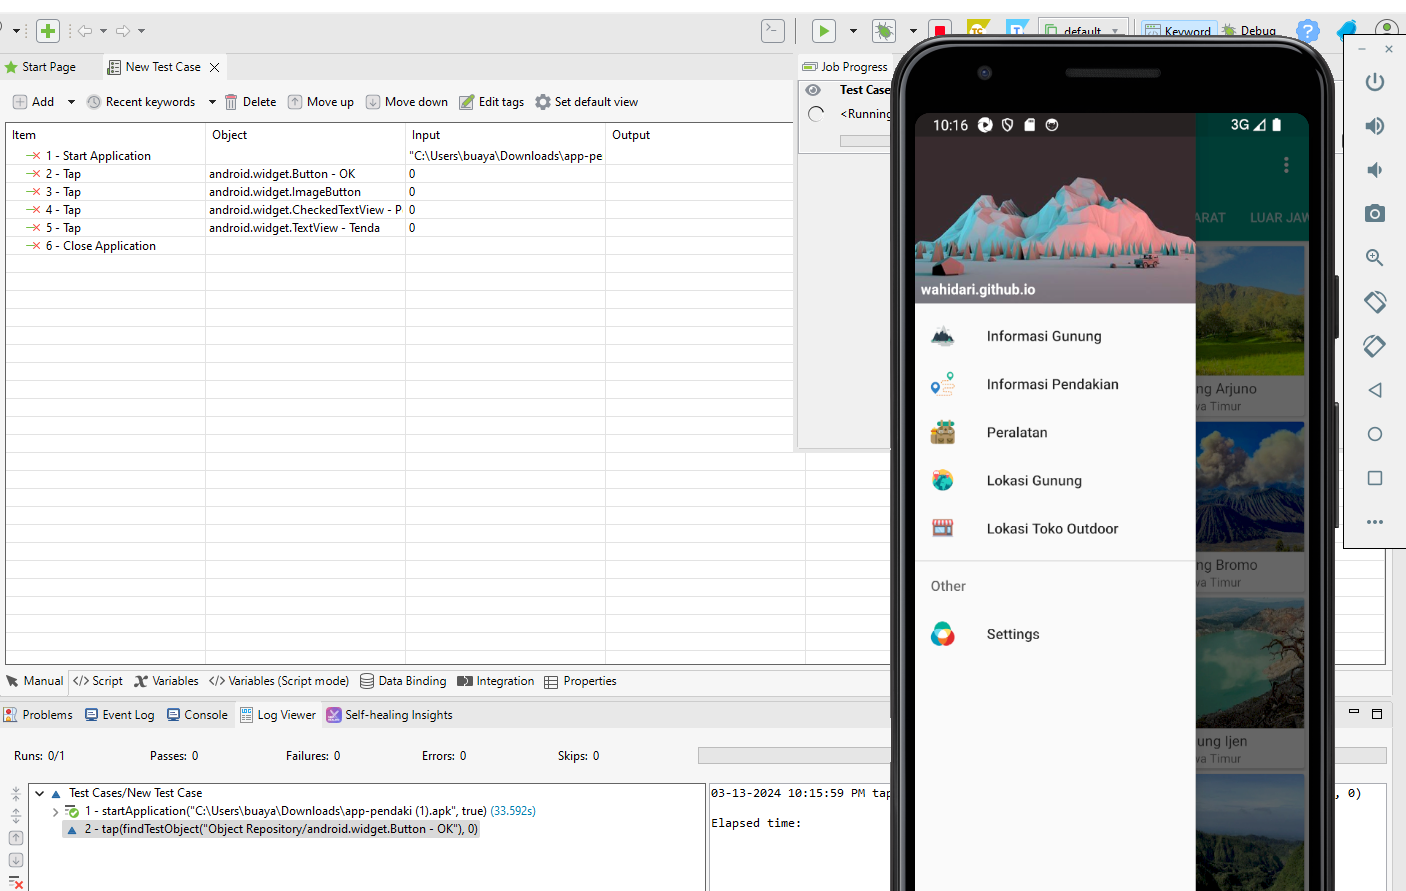 default
Keyword
Debug
Start Page
New Test Case
Job Progress
Add
Recent keywords
Delete
Move up
Move down
Edit tags
Set default view
Test Case
<Running
Item Object Input Output
1 - Start Application "C:\Users\buaya\Downloads\app-pe
2 - Tap android.widget.Button - OK 0
3 - Tap android.widget.ImageButton 0
4 - Tap android.widget.CheckedTextView - P 0
5 - Tap android.widget.TextView - Tenda 0
6 - Close Application
Manual
</> Script
Variables
</> Variables (Script mode)
Data Binding
Integration
Properties
Problems
Event Log
Console
Log Viewer
Self-healing Insights
Runs: 0/1 Passes: 0 Failures: 0 Errors: 0 Skips: 0
Test Cases/New Test Case
1 - startApplication("C:\Users\buaya\Downloads\app-pendaki (1).apk", true) (33.592s)
2 - tap(findTestObject("Object Repository/android.widget.Button - OK"), 0)
03-13-2024 10:15:59 PM tap
, 0)
Elapsed time:
10:16
3G
ARAT LUAR JAW
wahidari.github.io
Informasi Gunung
Informasi Pendakian
Peralatan
Lokasi Gunung
Lokasi Toko Outdoor
Other
Settings
ng Arjuno
va Timur
ng Bromo
va Timur
ung Ijen
va Timur